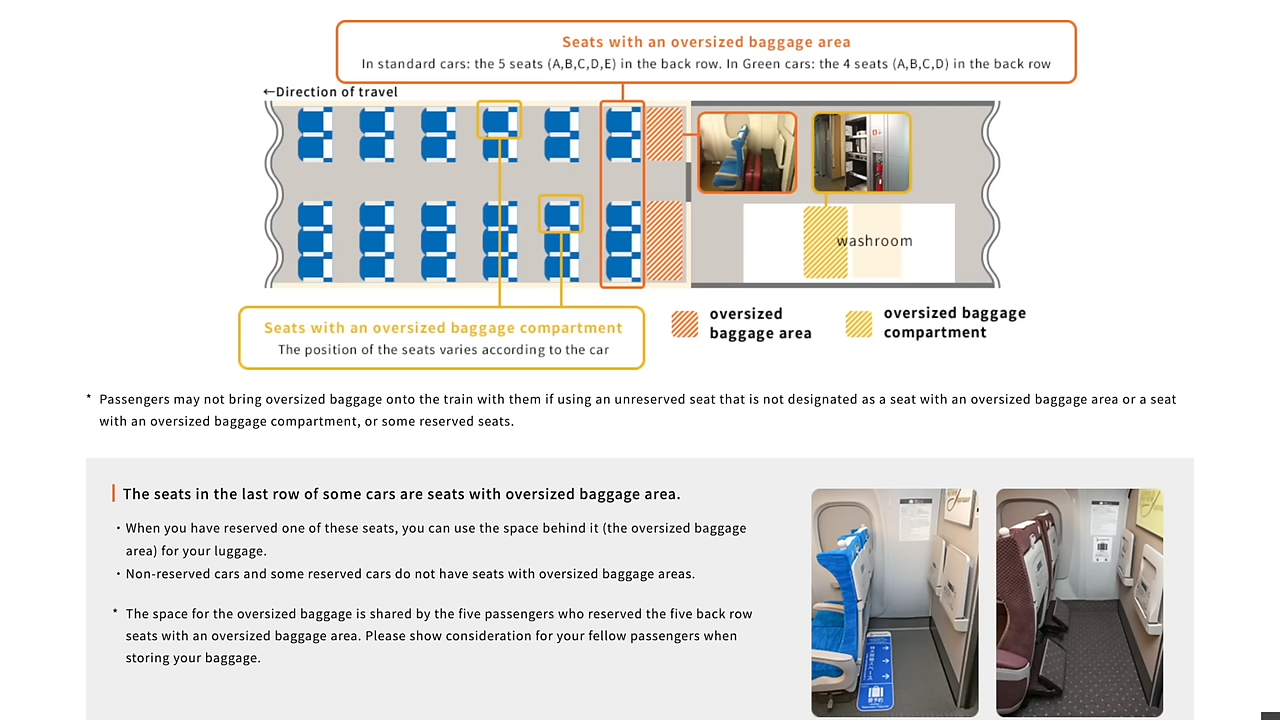 Seats with an oversized baggage area
In standard cars: the 5 seats (A,B,C,D,E) in the back row. In Green cars: the 4 seats (A,B,C,D) in the back row
←Direction of travel
washroom
Seats with an oversized baggage compartment
The position of the seats varies according to the car
oversized
baggage area
oversized baggage
compartment
* Passengers may not bring oversized baggage onto the train with them if using an unreserved seat that is not designated as a seat with an oversized baggage area or a seat
with an oversized baggage compartment, or some reserved seats.
The seats in the last row of some cars are seats with oversized baggage area.
・When you have reserved one of these seats, you can use the space behind it (the oversized baggage
area) for your luggage.
・Non-reserved cars and some reserved cars do not have seats with oversized baggage areas.
* The space for the oversized baggage is shared by the five passengers who reserved the five back row
seats with an oversized baggage area. Please show consideration for your fellow passengers when
storing your baggage.